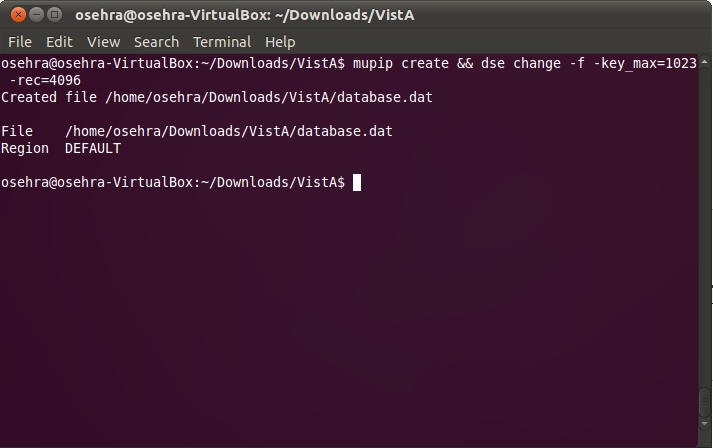 osehra@osehra-VirtualBox: ~/Downloads/VistA
File Edit View Search Terminal Help
osehra@osehra-VirtualBox:~/Downloads/VistA$ mupip create && dse change -f -key_max=1023
 -rec=4096
Created file /home/osehra/Downloads/VistA/database.dat
File    /home/osehra/Downloads/VistA/database.dat
Region  DEFAULT
osehra@osehra-VirtualBox:~/Downloads/VistA$